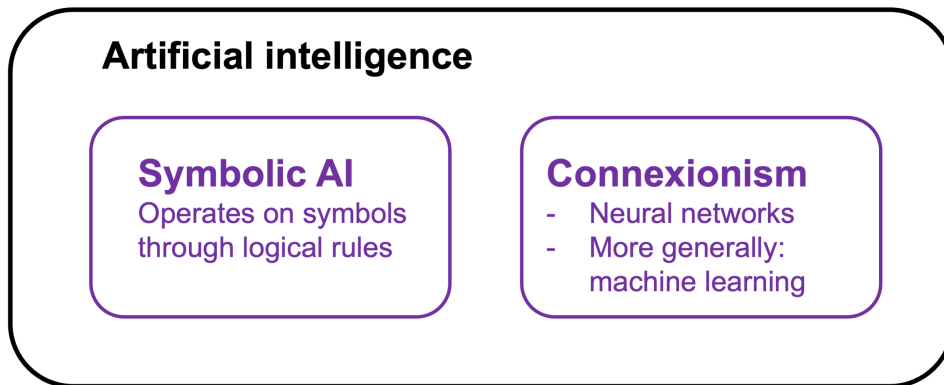 Artificial intelligence
Symbolic AI
Operates on symbols
through logical rules
Connexionism
- Neural networks
- More generally:
machine learning